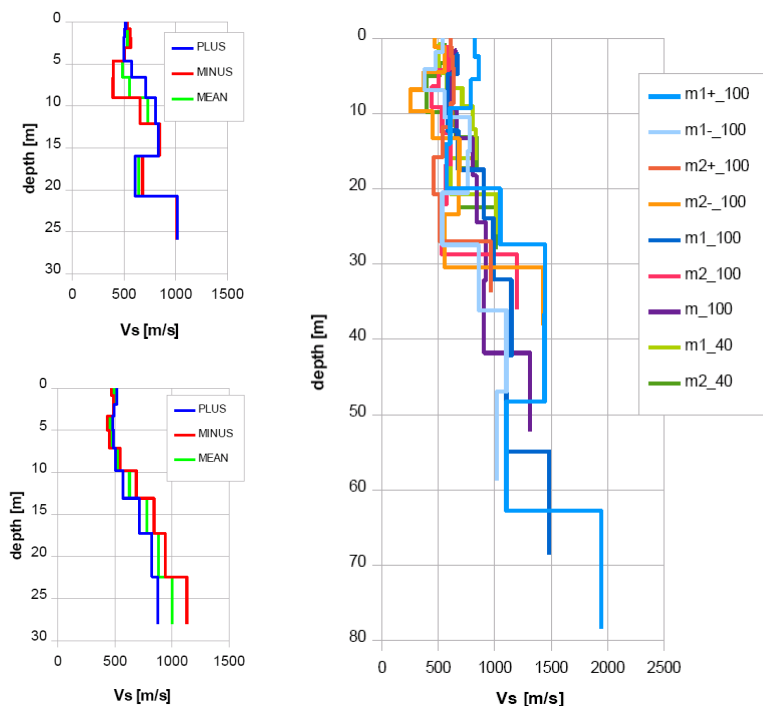 0
5
10
15
20
25
30
0 500 1000 1500
depth [m]
Vs [m/s]
PLUS
MINUS
MEAN
0
5
10
15
20
25
30
0 500 1000 1500
depth [m]
Vs [m/s]
PLUS
MINUS
MEAN
0
10
20
30
40
50
60
70
80
0 500 1000 1500 2000 2500
depth [m]
Vs [m/s]
m1+_100
m1-_100
m2+_100
m2-_100
m1_100
m2_100
m_100
m1_40
m2_40